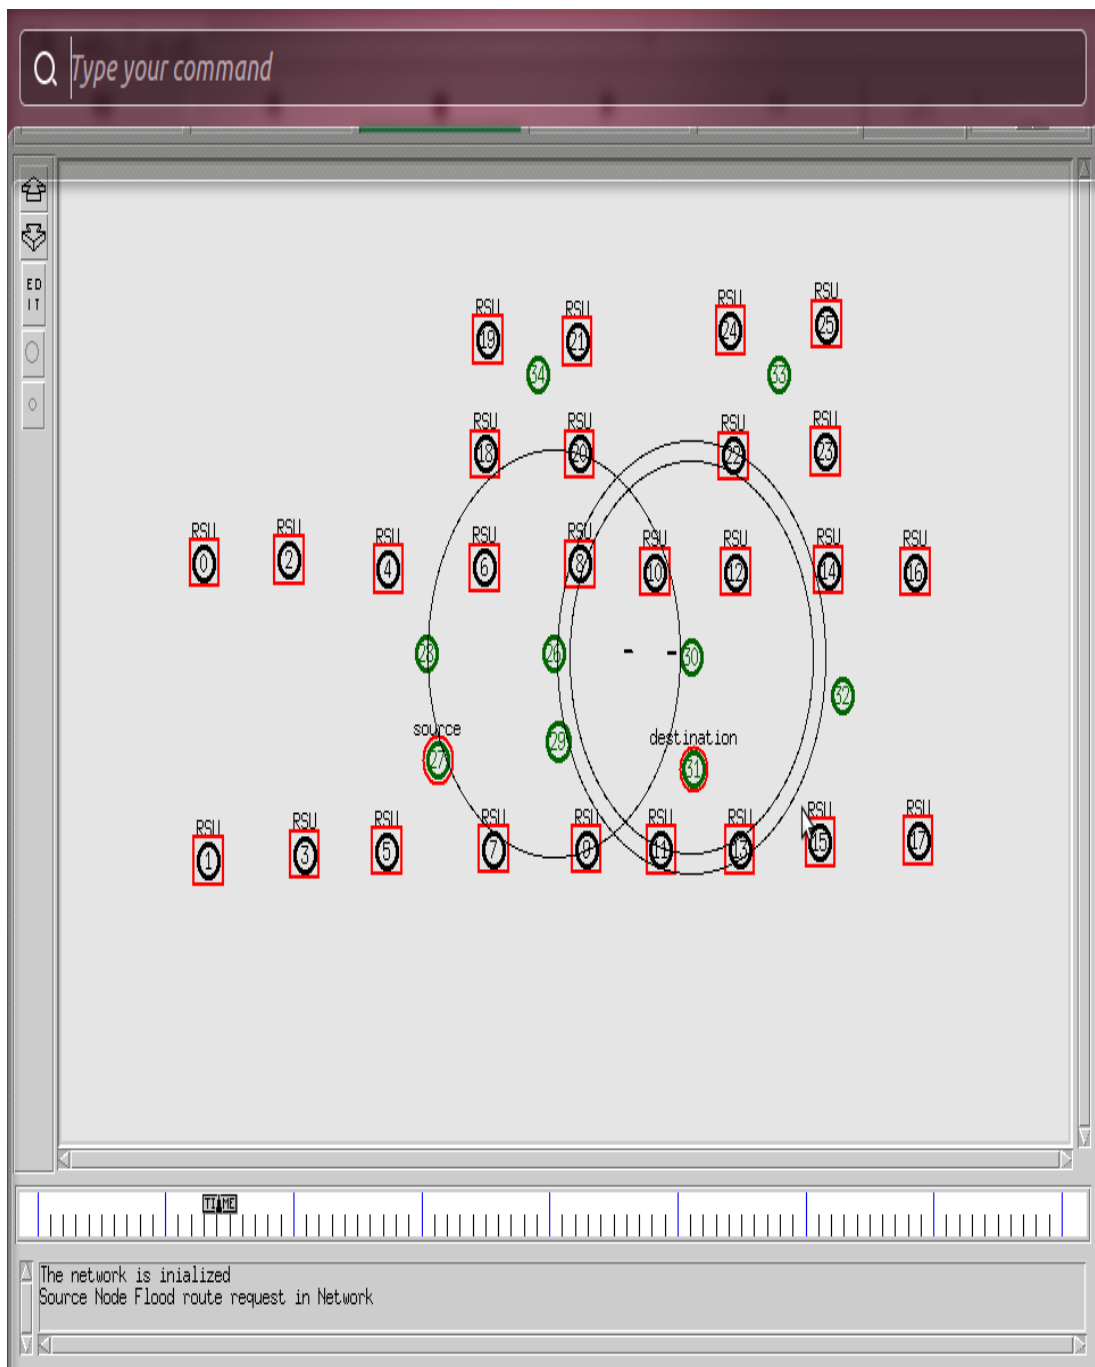 Type your command
ED
IT
RSU RSU RSU RSU
19 21 24 25
34 33
RSU RSU RSU RSU
18 20 22 23
RSU RSU RSU RSU RSU RSU RSU RSU RSU
0 2 4 6 8 10 12 14 16
28 26 30
32
source destination
29
27 31
RSU RSU RSU RSU RSU RSU RSU RSU RSU
1 3 5 7 9 11 13 15 17
TIME
The network is inialized
Source Node Flood route request in Network